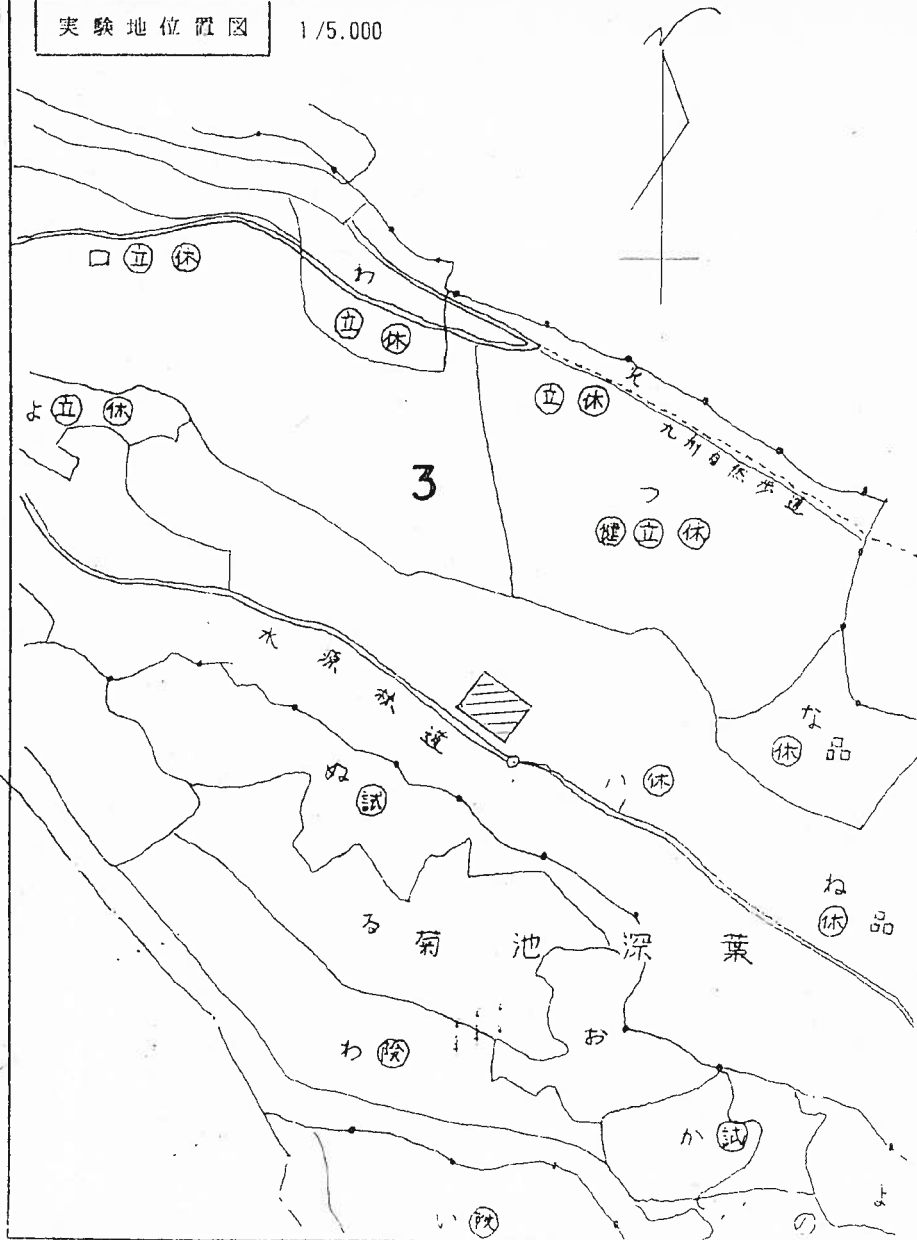 実験地位置図 1/5.000
ロ 立 休
わ
立 休
よ 立 休
立 休
火
九州自然歩道
3
つ
健 立 休
水源林道
な
休 品
ぬ
試
ハ 休
ね
休 品
る
菊池深葉
お
わ 険
か 試
よ
い 険
の